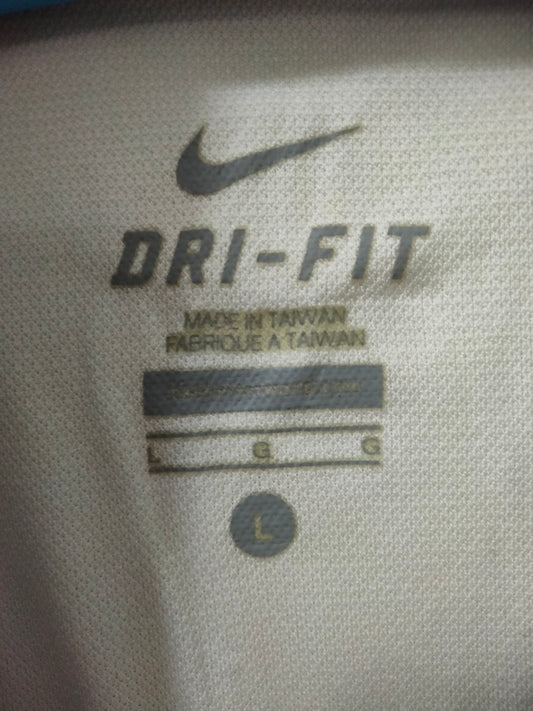 DRI-FIT
MADE IN TAIWAN
FABRIQUE A TAIWAN
L G G
L